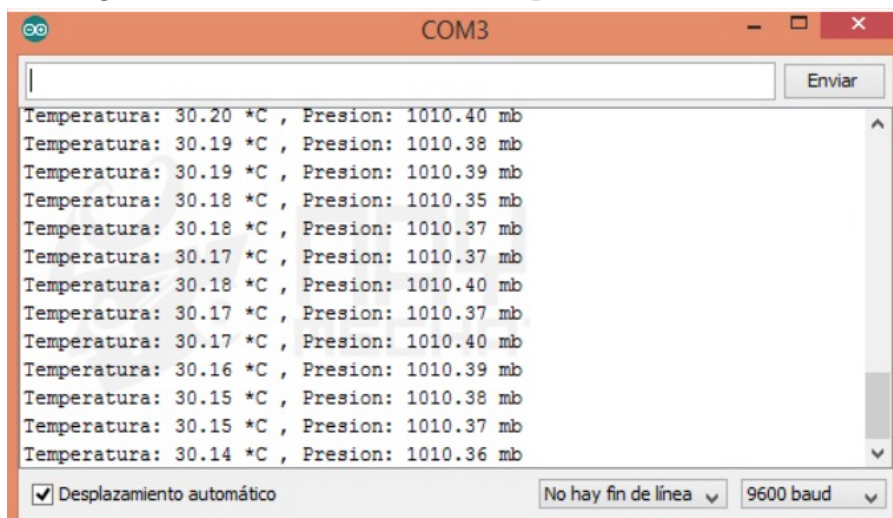 COM3
Enviar
Temperatura: 30.20 *C , Presion: 1010.40 mb
Temperatura: 30.19 *C , Presion: 1010.38 mb
Temperatura: 30.19 *C , Presion: 1010.39 mb
Temperatura: 30.18 *C , Presion: 1010.35 mb
Temperatura: 30.18 *C , Presion: 1010.37 mb
Temperatura: 30.17 *C , Presion: 1010.37 mb
Temperatura: 30.18 *C , Presion: 1010.40 mb
Temperatura: 30.17 *C , Presion: 1010.37 mb
Temperatura: 30.17 *C , Presion: 1010.40 mb
Temperatura: 30.16 *C , Presion: 1010.39 mb
Temperatura: 30.15 *C , Presion: 1010.38 mb
Temperatura: 30.15 *C , Presion: 1010.37 mb
Temperatura: 30.14 *C , Presion: 1010.36 mb
Desplazamiento automático No hay fin de línea 9600 baud